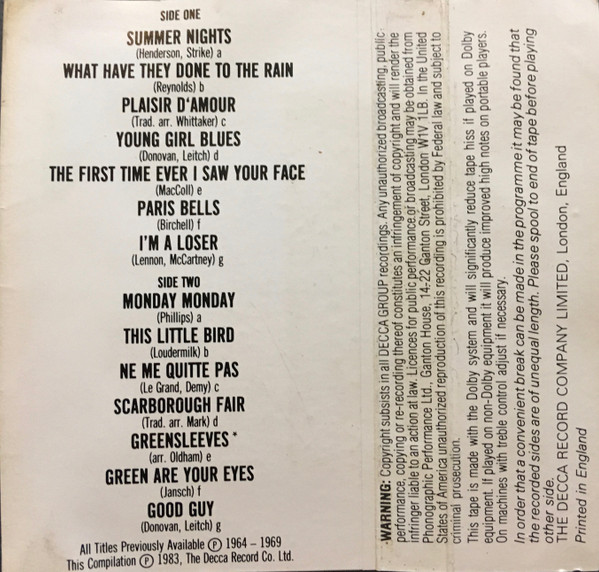 SIDE ONE
SUMMER NIGHTS
(Henderson, Strike) a
WHAT HAVE THEY DONE TO THE RAIN
(Reynolds) b
PLAISIR D'AMOUR
(Trad. arr. Whittaker) c
YOUNG GIRL BLUES
(Donovan, Leitch) d
THE FIRST TIME EVER I SAW YOUR FACE
(MacColl) e
PARIS BELLS
(Birchell) f
I'M A LOSER
(Lennon, McCartney) g
SIDE TWO
MONDAY MONDAY
(Phillips) a
THIS LITTLE BIRD
(Loudermilk) b
NE ME QUITTE PAS
(Le Grand, Demy) c
SCARBOROUGH FAIR
(Trad. arr. Mark) d
GREENSLEEVES *
(arr. Oldham) e
GREEN ARE YOUR EYES
(Jansch) f
GOOD GUY
(Donovan, Leitch) g
All Titles Previously Available Ⓟ 1964 – 1969
This Compilation Ⓟ 1983, The Decca Record Co. Ltd.
WARNING: Copyright subsists in all DECCA GROUP recordings. Any unauthorized broadcasting, public
performance, copying or re-recording thereof constitutes an infringement of copyright and will render the
infringer liable to an action at law. Licences for public performance or broadcasting may be obtained from
Phonographic Performance Ltd., Ganton House, 14-22 Ganton Street, London W1V 1LB. In the United
States of America unauthorized reproduction of this recording is prohibited by Federal law and subject to
criminal prosecution.
This tape is made with the Dolby system and will significantly reduce tape hiss if played on Dolby
equipment. If played on non-Dolby equipment it will produce improved high notes on portable players.
On machines with treble control adjust if necessary.
In order that a convenient break can be made in the programme it may be found that
the recorded sides are of unequal length. Please spool to end of tape before playing
other side.
THE DECCA RECORD COMPANY LIMITED, London, England
Printed in England